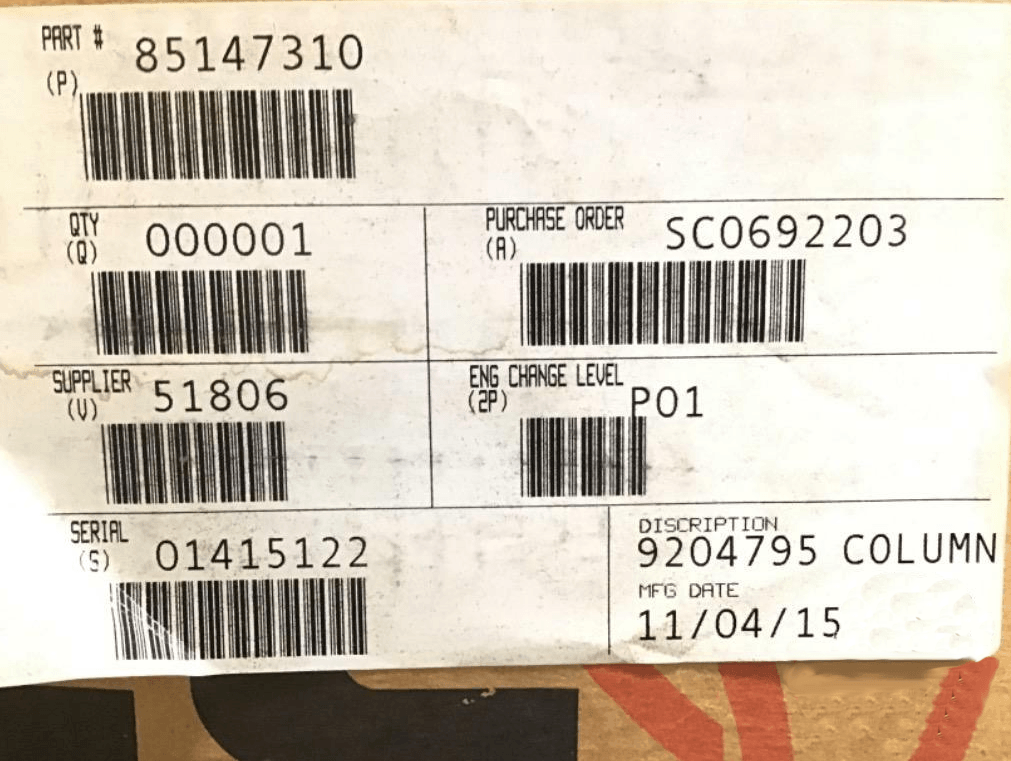 PART # 85147310
(P)
QTY 000001
(Q)
PURCHASE ORDER SC0692203
(A)
SUPPLIER 51806
(V)
ENG CHANGE LEVEL
(2P) P01
SERIAL 01415122
(S)
DISCRIPTION
9204795 COLUMN
MFG DATE
11/04/15